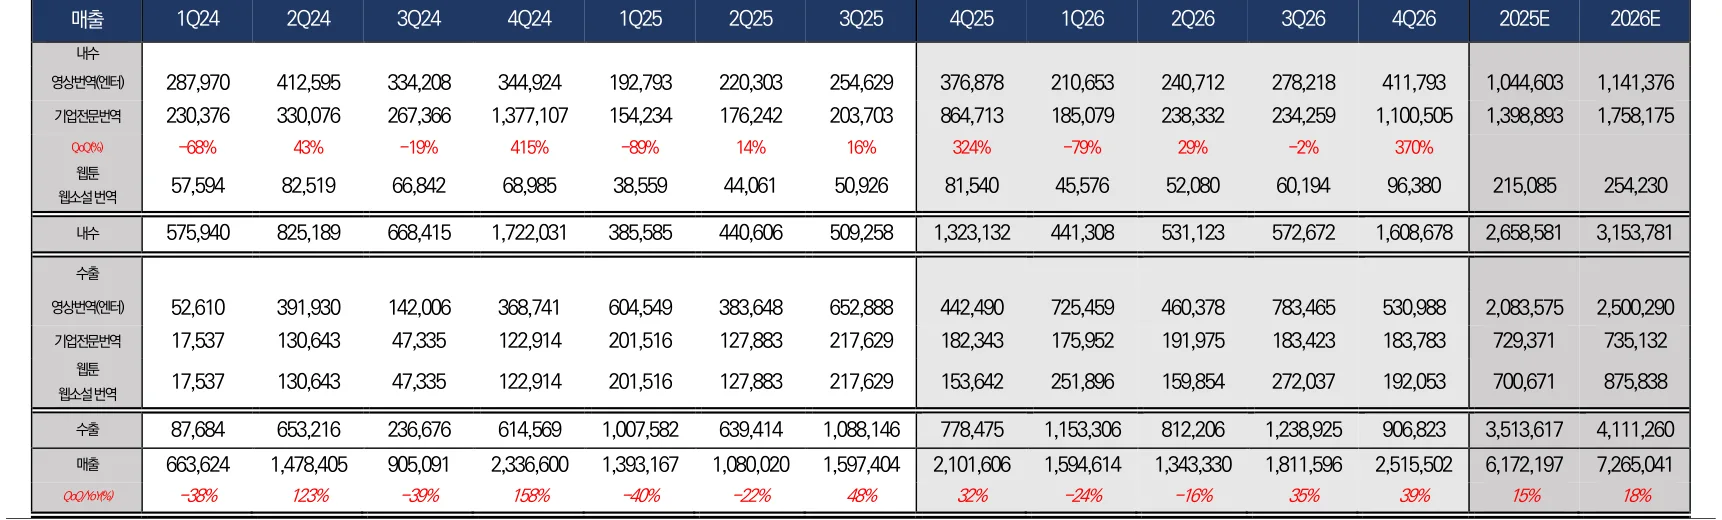 매출 1Q24 2Q24 3Q24 4Q24 1Q25 2Q25 3Q25 4Q25 1Q26 2Q26 3Q26 4Q26 2025E 2026E
내수
영상번역(엔터) 287,970 412,595 334,208 344,924 192,793 220,303 254,629 376,878 210,653 240,712 278,218 411,793 1,044,603 1,141,376
기업전문번역 230,376 330,076 267,366 1,377,107 154,234 176,242 203,703 864,713 185,079 238,332 234,259 1,100,505 1,398,893 1,758,175
QoQ(%) -68% 43% -19% 415% -89% 14% 16% 324% -79% 29% -2% 370%
웹툰
웹소설 번역 57,594 82,519 66,842 68,985 38,559 44,061 50,926 81,540 45,576 52,080 60,194 96,380 215,085 254,230
내수 575,940 825,189 668,415 1,722,031 385,585 440,606 509,258 1,323,132 441,308 531,123 572,672 1,608,678 2,658,581 3,153,781
수출
영상번역(엔터) 52,610 391,930 142,006 368,741 604,549 383,648 652,888 442,490 725,459 460,378 783,465 530,988 2,083,575 2,500,290
기업전문번역 17,537 130,643 47,335 122,914 201,516 127,883 217,629 182,343 175,952 191,975 183,423 183,783 729,371 735,132
웹툰
웹소설 번역 17,537 130,643 47,335 122,914 201,516 127,883 217,629 153,642 251,896 159,854 272,037 192,053 700,671 875,838
수출 87,684 653,216 236,676 614,569 1,007,582 639,414 1,088,146 778,475 1,153,306 812,206 1,238,925 906,823 3,513,617 4,111,260
매출 663,624 1,478,405 905,091 2,336,600 1,393,167 1,080,020 1,597,404 2,101,606 1,594,614 1,343,330 1,811,596 2,515,502 6,172,197 7,265,041
QoQ/YoY(%) -38% 123% -39% 158% -40% -22% 48% 32% -24% -16% 35% 39% 15% 18%